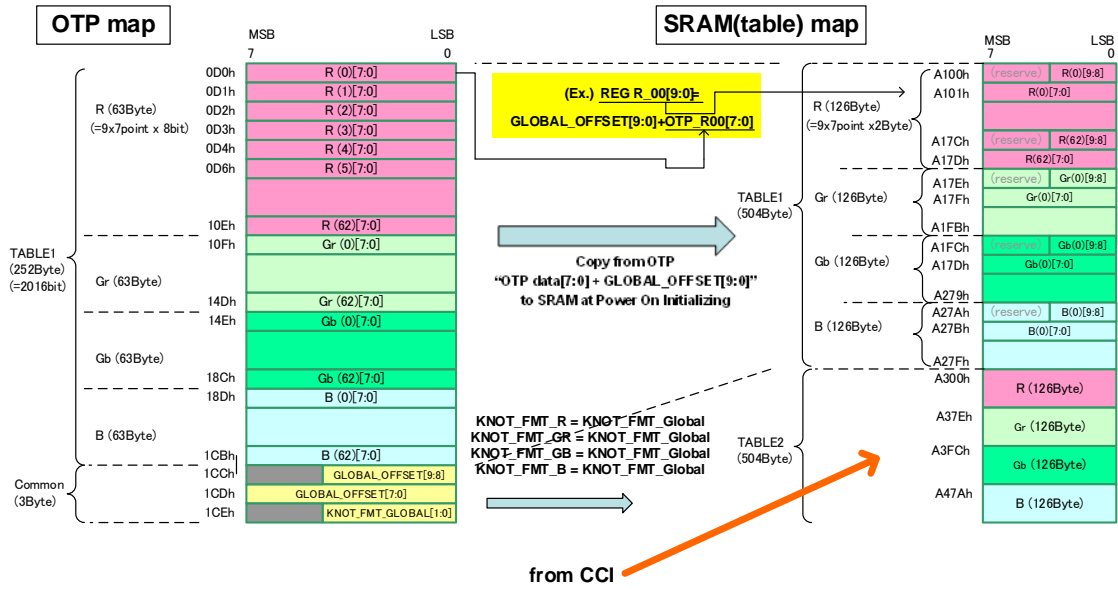 OTP map
SRAM(table) map
MSB
LSB
7
0
0D0h
R (0)[7:0]
0D1h
R (1)[7:0]
0D2h
R (2)[7:0]
0D3h
R (3)[7:0]
0D4h
R (4)[7:0]
0D6h
R (5)[7:0]
10Eh
R (62)[7:0]
10Fh
Gr (0)[7:0]
14Dh
Gr (62)[7:0]
14Eh
Gb (0)[7:0]
18Ch
Gb (62)[7:0]
18Dh
B (0)[7:0]
1CBh
B (62)[7:0]
1CCh
GLOBAL_OFFSET[9:8]
1CDh
GLOBAL_OFFSET[7:0]
1CEh
KNOT_FMT_GLOBAL[1:0]
R (63Byte)
(=9x7point x 8bit)
TABLE1
(252Byte)
(=2016bit)
Gr (63Byte)
Gb (63Byte)
B (63Byte)
Common
(3Byte)
(Ex.) REG R_00[9:0]=
GLOBAL_OFFSET[9:0]+OTP_R00[7:0]
Copy from OTP
“OTP data[7:0] + GLOBAL_OFFSET[9:0]”
to SRAM at Power On Initializing
KNOT_FMT_R = KNOT_FMT_Global
KNOT_FMT_GR = KNOT_FMT_Global
KNOT_FMT_GB = KNOT_FMT_Global
KNOT_FMT_B = KNOT_FMT_Global
from CCI
MSB
LSB
7
0
TABLE1
(504Byte)
R (126Byte)
(=9x7point x2Byte)
Gr (126Byte)
Gb (126Byte)
B (126Byte)
A100h
(reserve)
R(0)[9:8]
A101h
R(0)[7:0]
A17Ch
(reserve)
R(62)[9:8]
A17Dh
R(62)[7:0]
A17Eh
(reserve)
Gr(0)[9:8]
A17Fh
Gr(0)[7:0]
A1FBh
A1FCh
(reserve)
Gb(0)[9:8]
A17Dh
Gb(0)[7:0]
A279h
A27Ah
(reserve)
B(0)[9:8]
A27Bh
B(0)[7:0]
A27Fh
TABLE2
(504Byte)
A300h
R (126Byte)
A37Eh
Gr (126Byte)
A3FCh
Gb (126Byte)
A47Ah
B (126Byte)